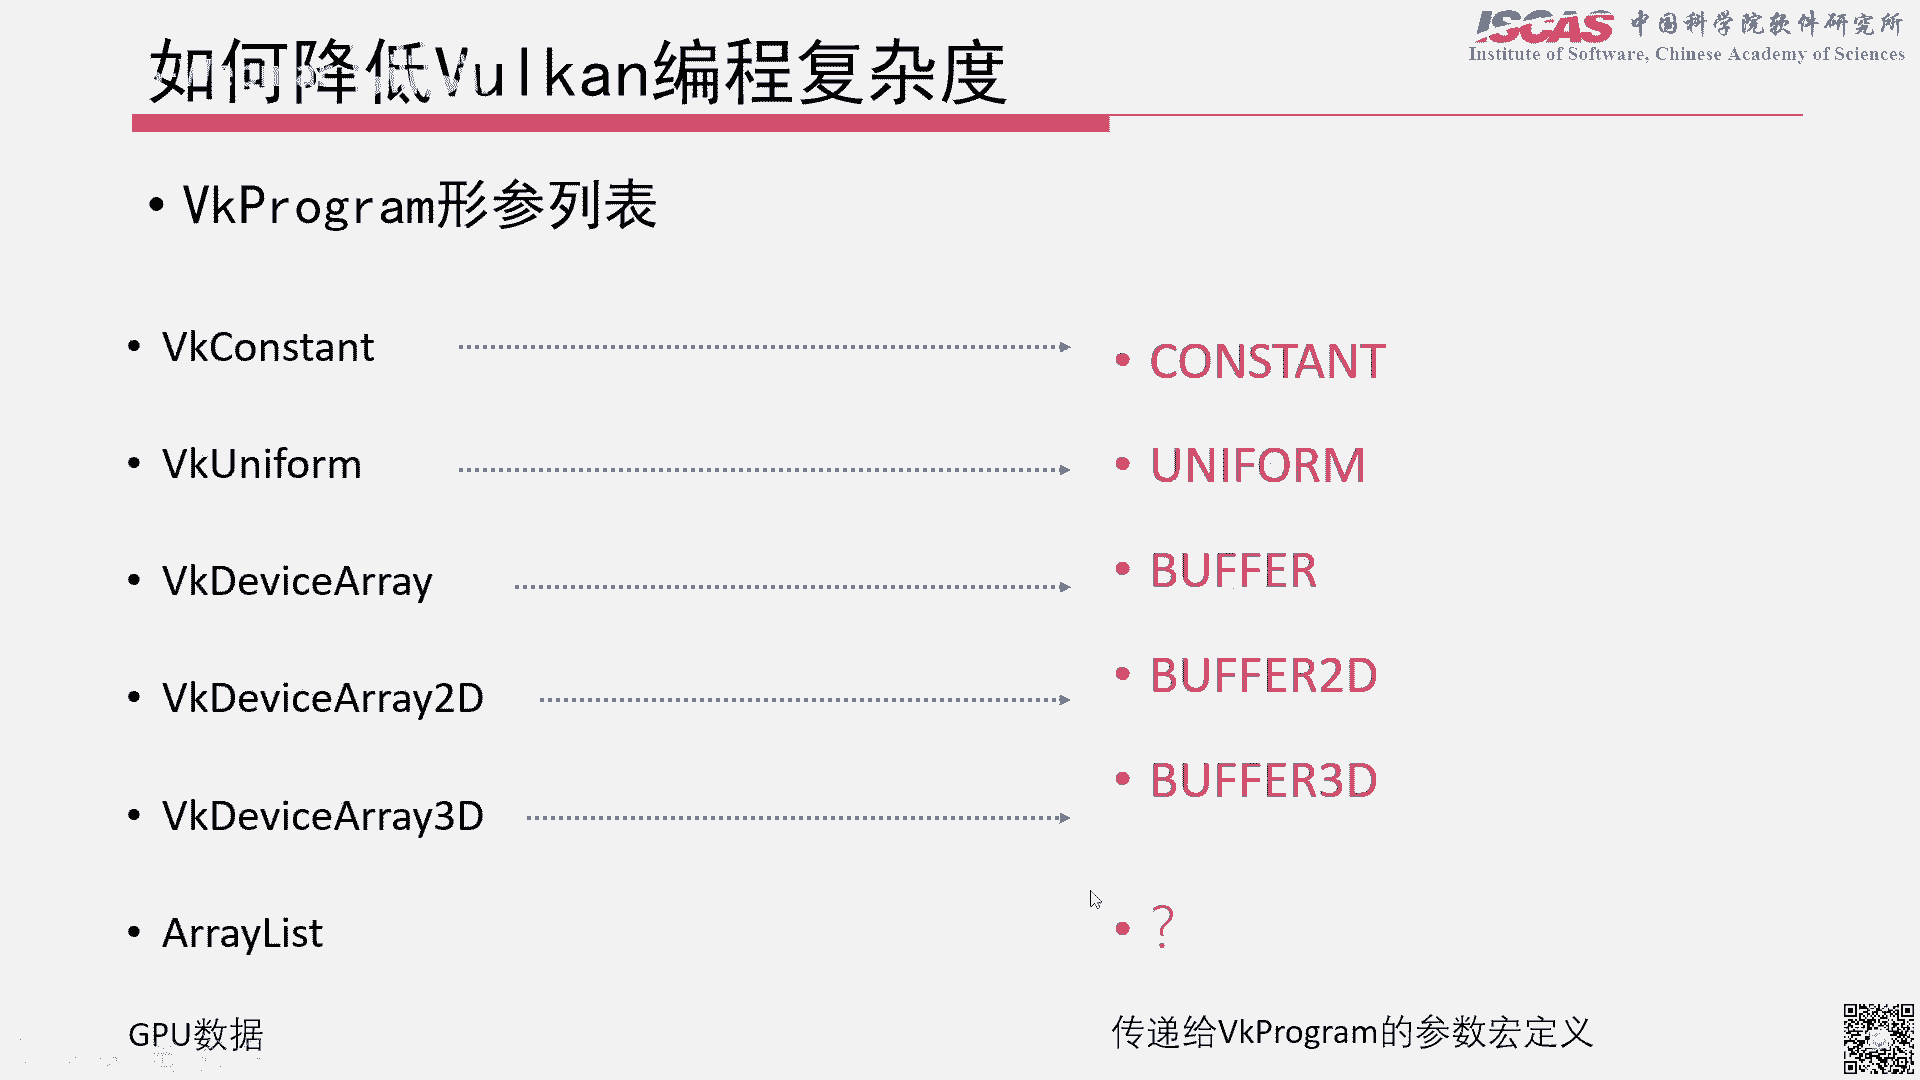 ISCAS 中国科学院软件研究所
Institute of Software, Chinese Academy of Sciences
如何降低Vulkan编程复杂度
• VkProgram形参列表
• VkConstant
• CONSTANT
• VkUniform
• UNIFORM
• VkDeviceArray
• BUFFER
• VkDeviceArray2D
• BUFFER2D
• VkDeviceArray3D
• BUFFER3D
• ArrayList
• ?
GPU数据
传递给VkProgram的参数宏定义